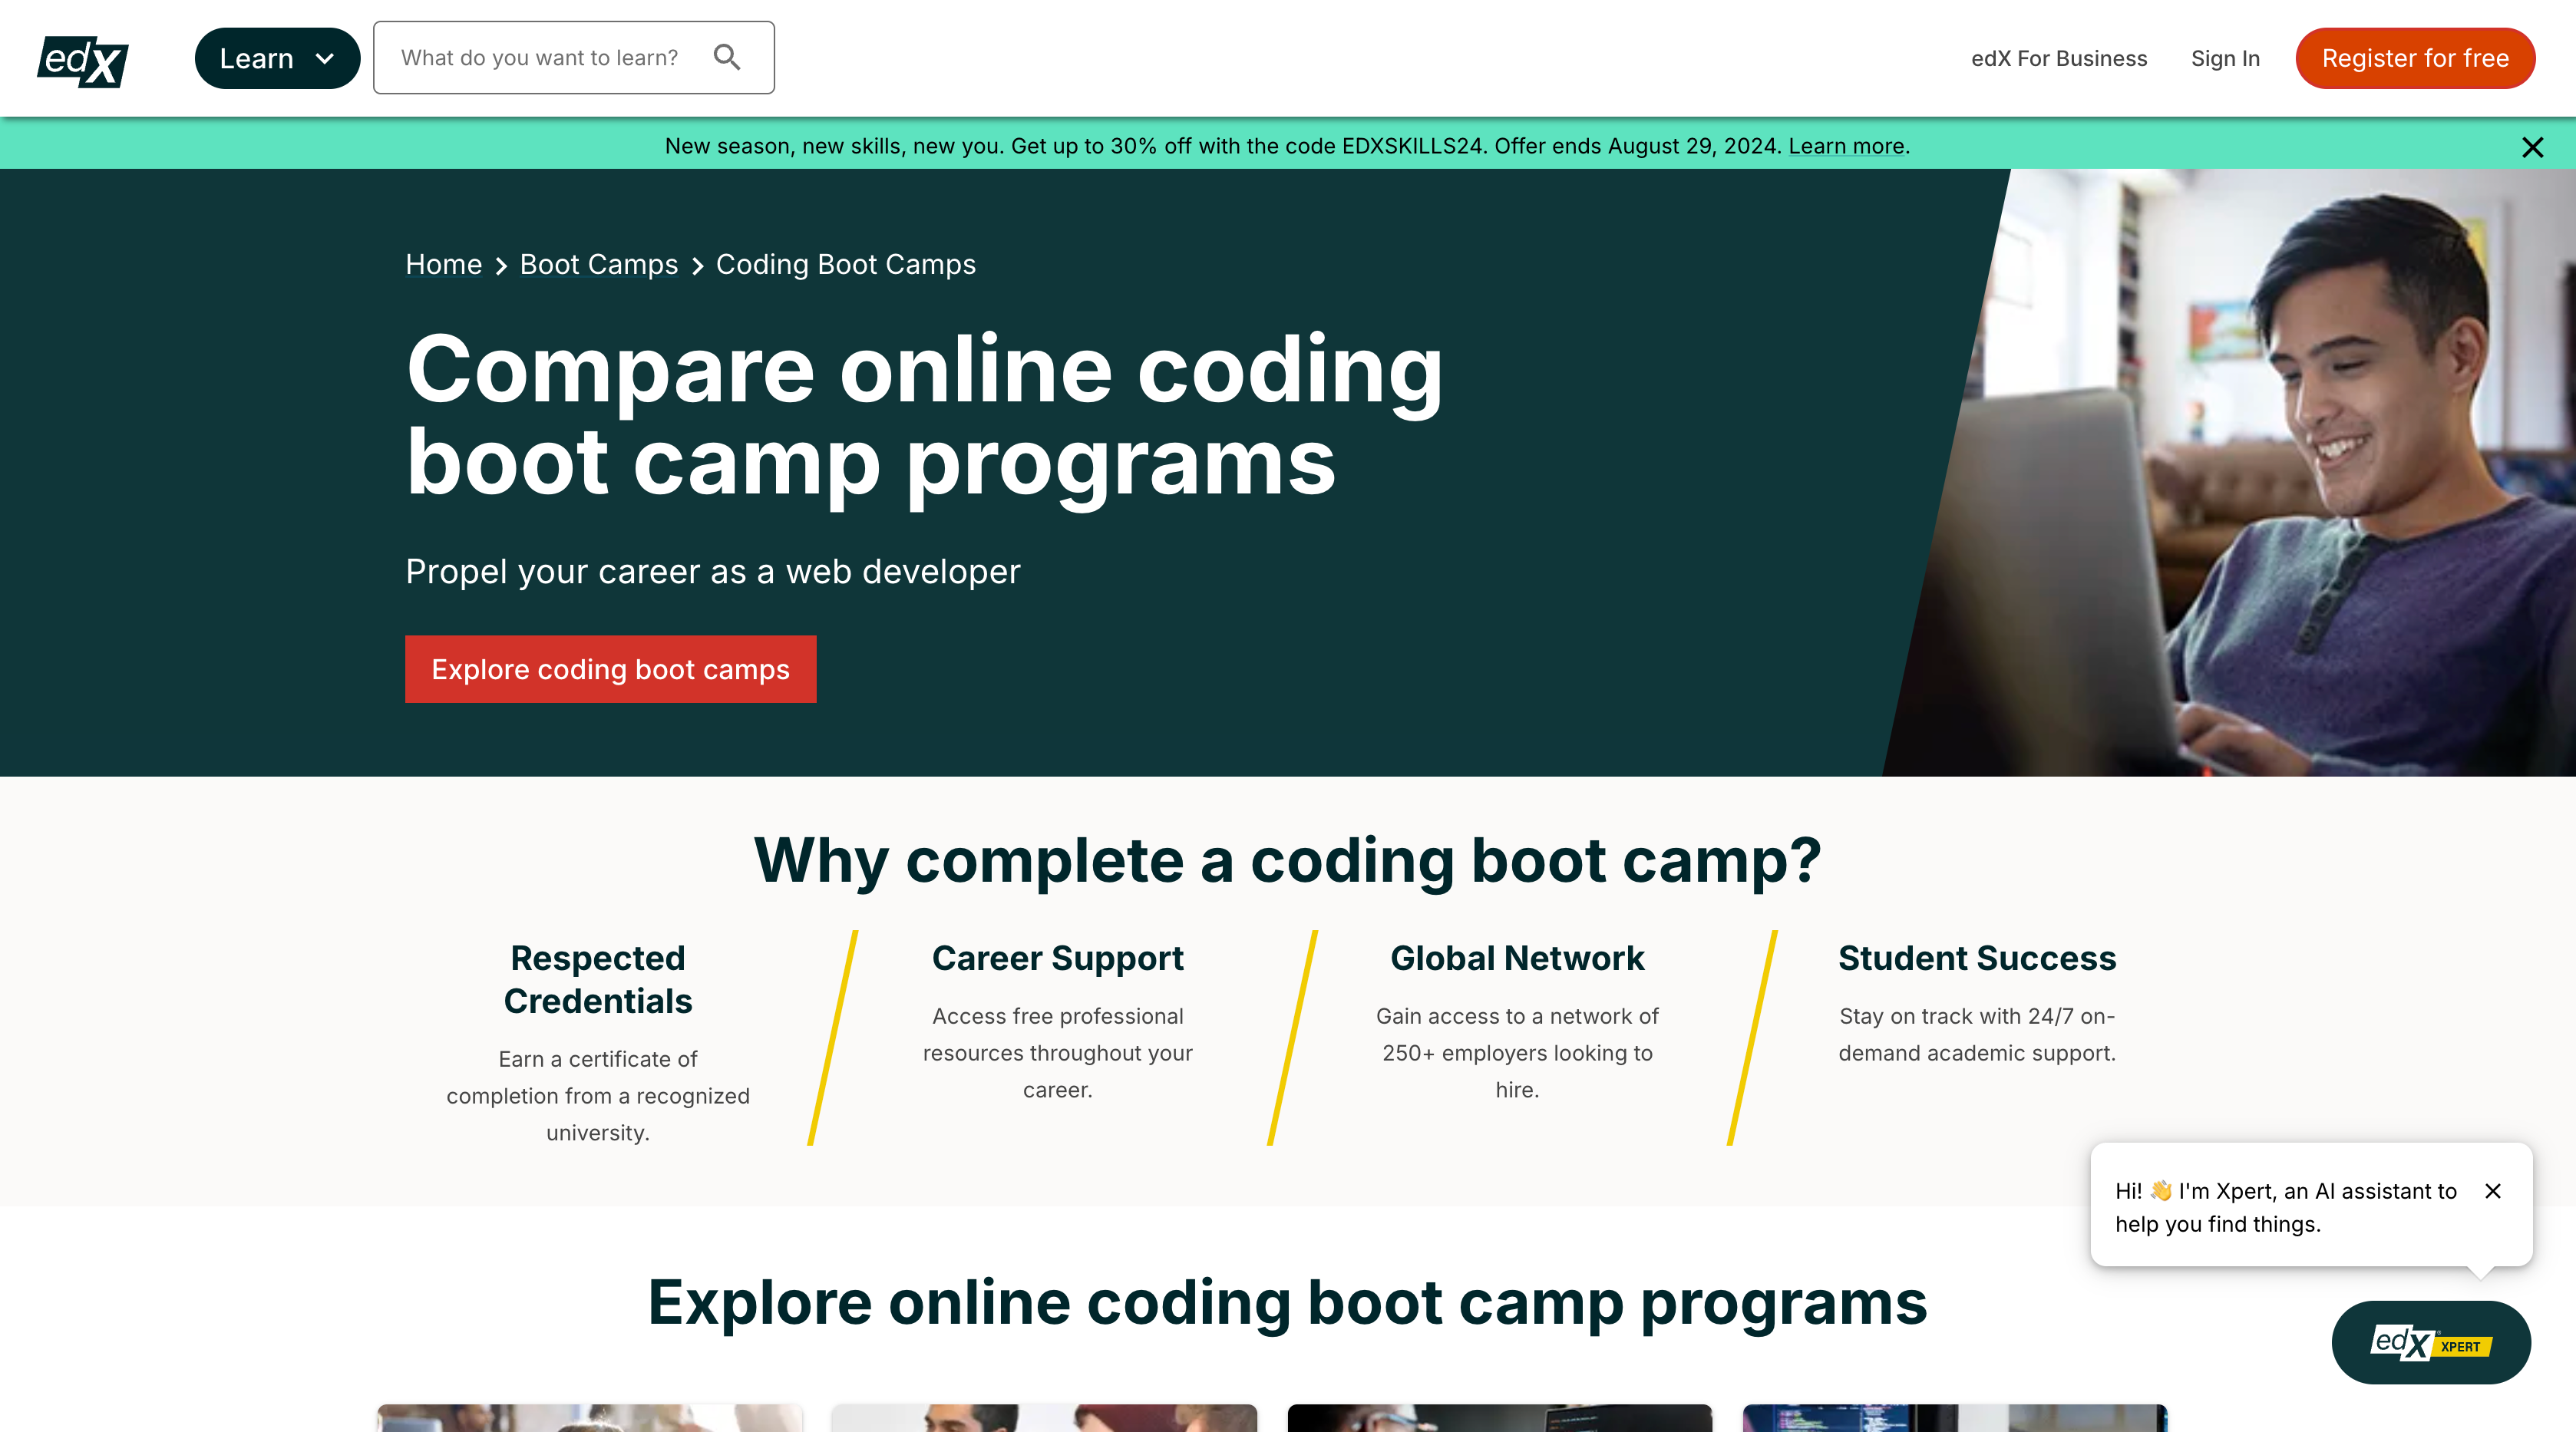 edX
Learn
What do you want to learn?
edX For Business
Sign In
Register for free
New season, new skills, new you. Get up to 30% off with the code EDXSKILLS24. Offer ends August 29, 2024. Learn more.
Home > Boot Camps > Coding Boot Camps
Compare online coding
boot camp programs
Propel your career as a web developer
Explore coding boot camps
Why complete a coding boot camp?
Respected
Credentials
Earn a certificate of
completion from a recognized
university.
Career Support
Access free professional
resources throughout your
career.
Global Network
Gain access to a network of
250+ employers looking to
hire.
Student Success
Stay on track with 24/7 on-
demand academic support.
Hi! 👋 I'm Xpert, an AI assistant to
help you find things.
Explore online coding boot camp programs
edX XPERT